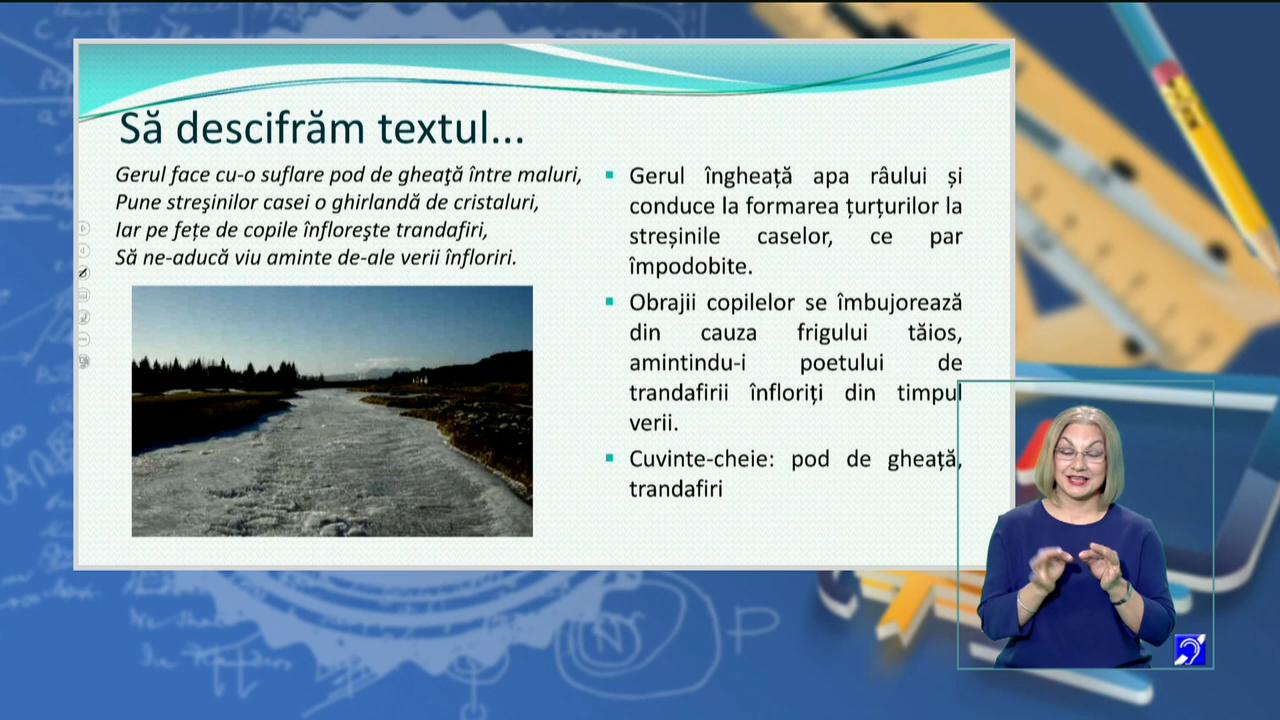 Să descifrăm textul...
Gerul face cu-o suflare pod de gheaţă între maluri,
Pune streşinilor casei o ghirlandă de cristaluri,
Iar pe fețe de copile înfloreşte trandafiri,
Să ne-aducă viu aminte de-ale verii înfloriri.
Gerul îngheață apa râului și
conduce la formarea țurțurilor la
streșinile caselor, ce par
împodobite.
Obrajii copilelor se îmbujorează
din cauza frigului tăios,
amintindu-i poetului de
trandafirii înfloriți din timpul
verii.
Cuvinte-cheie: pod de gheață,
trandafiri
N
P